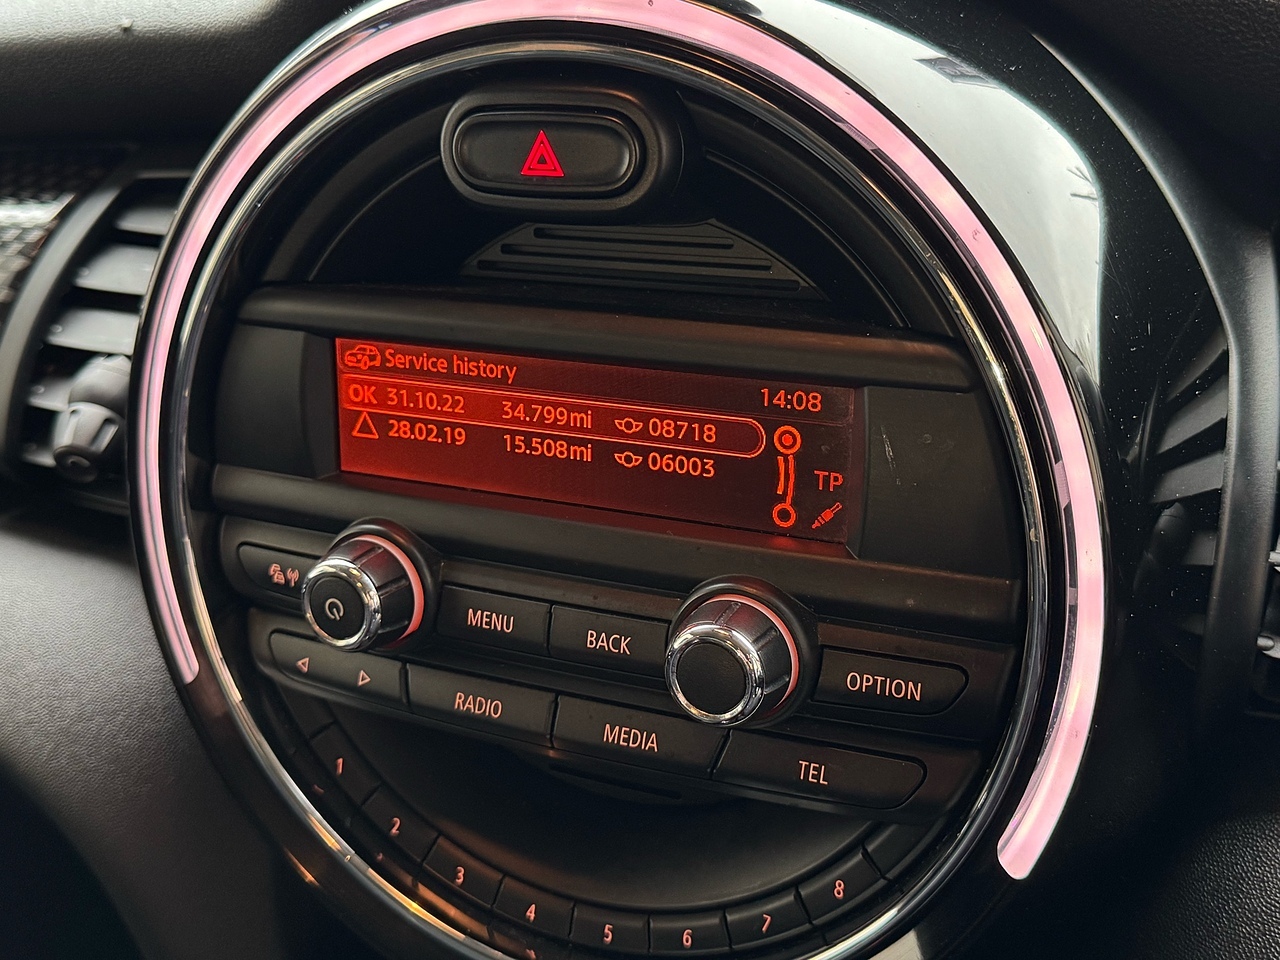 Service history
14:08
OK 31.10.22 34.799mi 08718
28.02.19 15.508mi 06003
TP
MENU
BACK
OPTION
RADIO
MEDIA
TEL
1
2
3
4
5
6
7
8